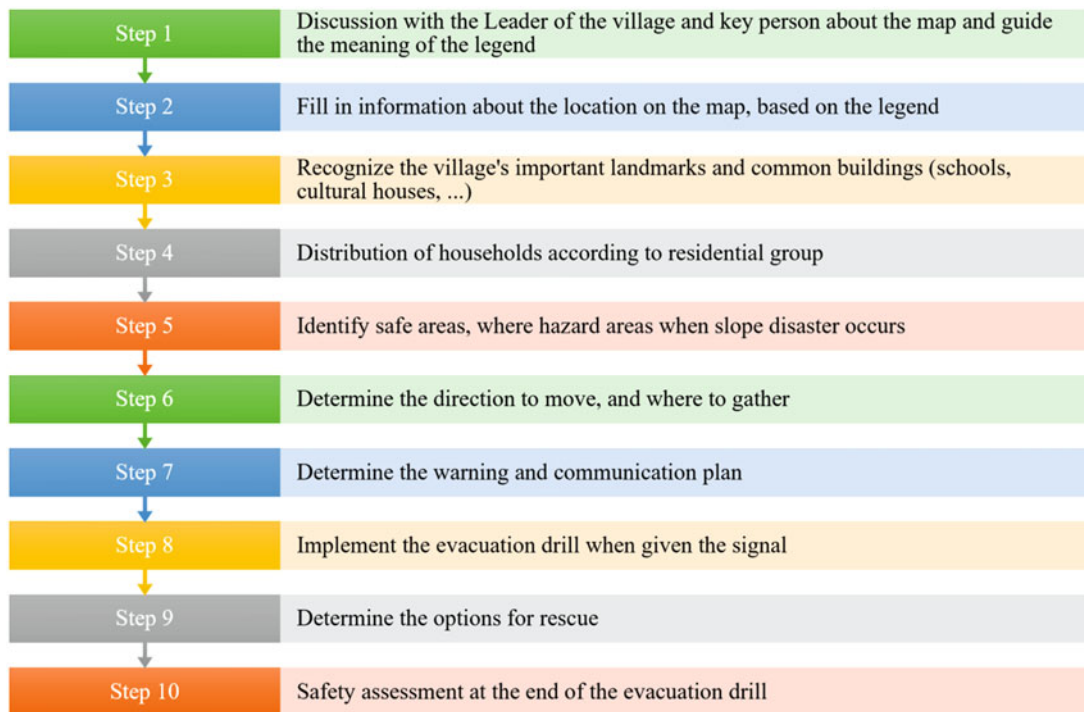 Step 1
Discussion with the Leader of the village and key person about the map and guide
the meaning of the legend
Step 2
Fill in information about the location on the map, based on the legend
Step 3
Recognize the village's important landmarks and common buildings (schools,
cultural houses, ...)
Step 4
Distribution of households according to residential group
Step 5
Identify safe areas, where hazard areas when slope disaster occurs
Step 6
Determine the direction to move, and where to gather
Step 7
Determine the warning and communication plan
Step 8
Implement the evacuation drill when given the signal
Step 9
Determine the options for rescue
Step 10
Safety assessment at the end of the evacuation drill